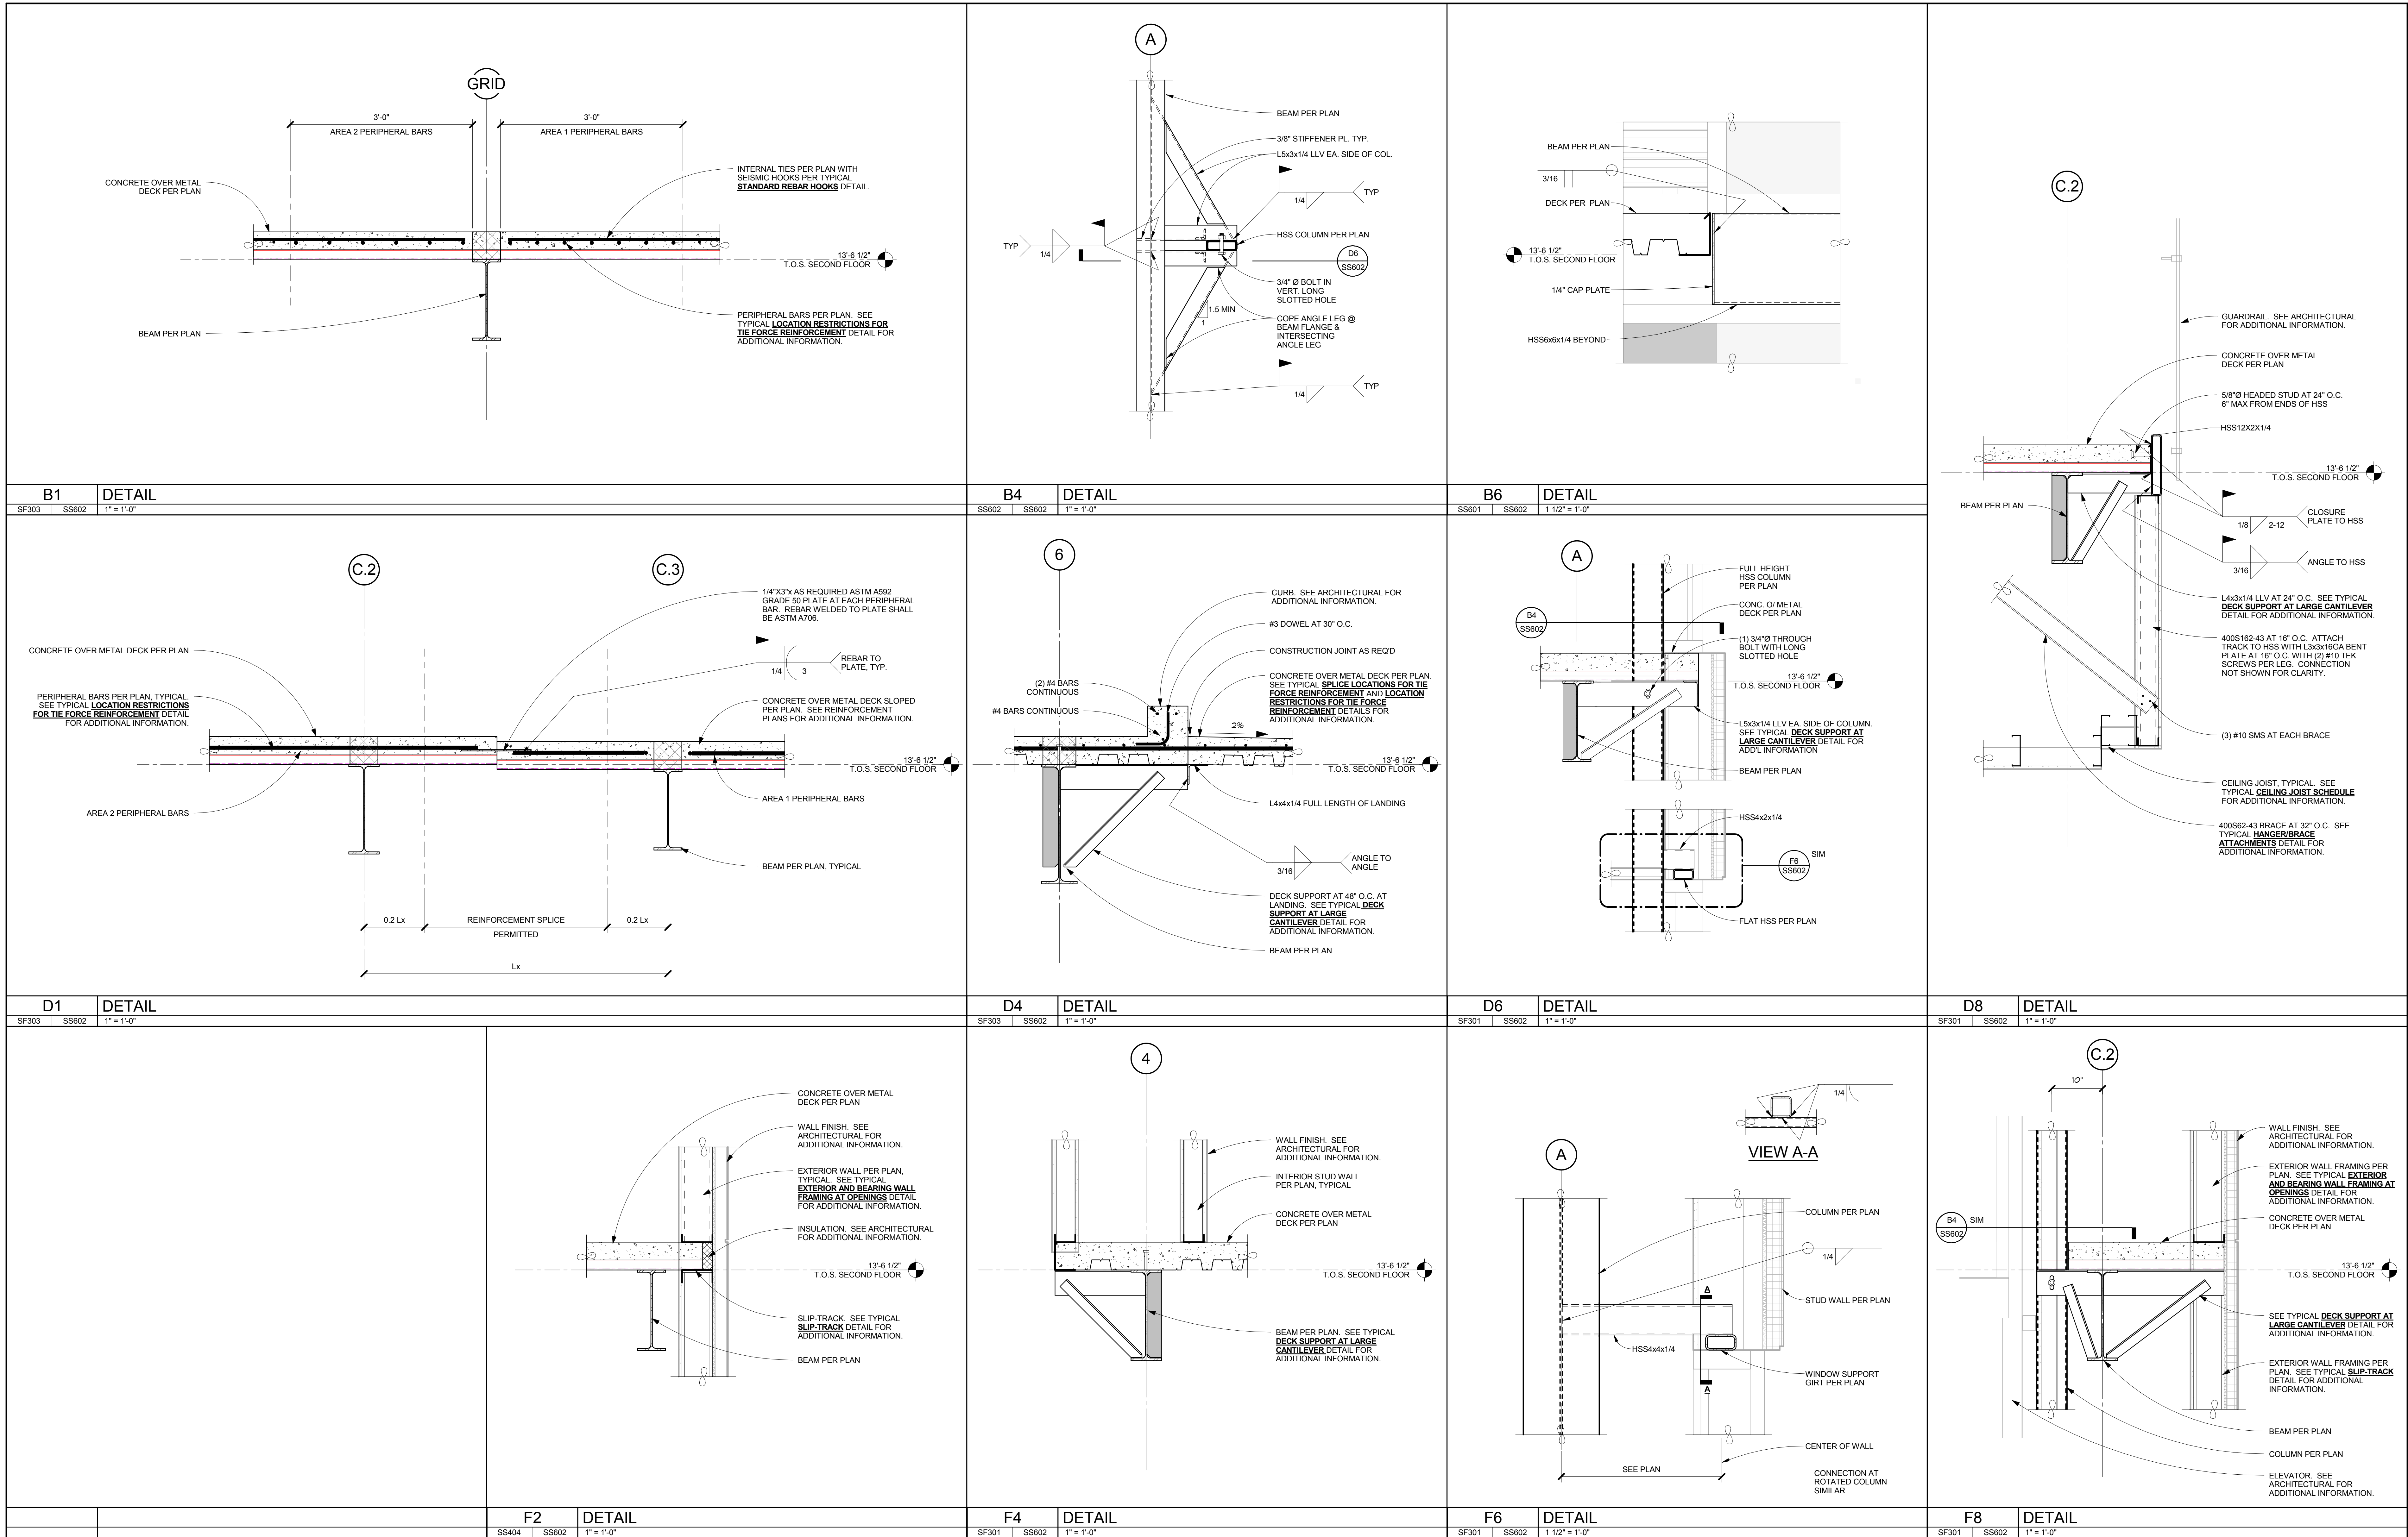 GRID
3'-0"
3'-0"
AREA 2 PERIPHERAL BARS
AREA 1 PERIPHERAL BARS
CONCRETE OVER METAL
DECK PER PLAN
INTERNAL TIES PER PLAN WITH
SEISMIC HOOKS PER TYPICAL
STANDARD REBAR HOOKS DETAIL.
13'-6 1/2"
T.O.S. SECOND FLOOR
BEAM PER PLAN
PERIPHERAL BARS PER PLAN. SEE
TYPICAL LOCATION RESTRICTIONS FOR
TIE FORCE REINFORCEMENT DETAIL FOR
ADDITIONAL INFORMATION.
B1 DETAIL
SF303 SS602 1" = 1'-0"
A
BEAM PER PLAN
3/8" STIFFENER PL. TYP.
L5x3x1/4 LLV EA. SIDE OF COL.
1/4 TYP
TYP 1/4
HSS COLUMN PER PLAN
D6
SS602
3/4" Ø BOLT IN
VERT. LONG
SLOTTED HOLE
1.5 MIN
1
COPE ANGLE LEG @
BEAM FLANGE &
INTERSECTING
ANGLE LEG
1/4 TYP
B4 DETAIL
SS602 SS602 1" = 1'-0"
BEAM PER PLAN
3/16
DECK PER PLAN
13'-6 1/2"
T.O.S. SECOND FLOOR
1/4" CAP PLATE
HSS6x6x1/4 BEYOND
B6 DETAIL
SS601 SS602 1 1/2" = 1'-0"
C.2
GUARDRAIL. SEE ARCHITECTURAL
FOR ADDITIONAL INFORMATION.
CONCRETE OVER METAL
DECK PER PLAN
5/8"Ø HEADED STUD AT 24" O.C.
6" MAX FROM ENDS OF HSS
HSS12X2X1/4
13'-6 1/2"
T.O.S. SECOND FLOOR
BEAM PER PLAN
1/8 2-12
CLOSURE
PLATE TO HSS
3/16
ANGLE TO HSS
L4x3x1/4 LLV AT 24" O.C. SEE TYPICAL
DECK SUPPORT AT LARGE CANTILEVER
DETAIL FOR ADDITIONAL INFORMATION.
400S162-43 AT 16" O.C. ATTACH
TRACK TO HSS WITH L3x3x16GA BENT
PLATE AT 16" O.C. WITH (2) #10 TEK
SCREWS PER LEG. CONNECTION
NOT SHOWN FOR CLARITY.
(3) #10 SMS AT EACH BRACE
CEILING JOIST, TYPICAL. SEE
TYPICAL CEILING JOIST SCHEDULE
FOR ADDITIONAL INFORMATION.
400S62-43 BRACE AT 32" O.C. SEE
TYPICAL HANGER/BRACE
ATTACHMENTS DETAIL FOR
ADDITIONAL INFORMATION.
D8 DETAIL
SF301 SS602 1" = 1'-0"
C.2
C.3
1/4"X3"x AS REQUIRED ASTM A592
GRADE 50 PLATE AT EACH PERIPHERAL
BAR. REBAR WELDED TO PLATE SHALL
BE ASTM A706.
1/4 3
REBAR TO
PLATE, TYP.
CONCRETE OVER METAL DECK PER PLAN
PERIPHERAL BARS PER PLAN, TYPICAL.
SEE TYPICAL LOCATION RESTRICTIONS
FOR TIE FORCE REINFORCEMENT DETAIL
FOR ADDITIONAL INFORMATION.
CONCRETE OVER METAL DECK SLOPED
PER PLAN. SEE REINFORCEMENT
PLANS FOR ADDITIONAL INFORMATION.
13'-6 1/2"
T.O.S. SECOND FLOOR
AREA 2 PERIPHERAL BARS
AREA 1 PERIPHERAL BARS
BEAM PER PLAN, TYPICAL
0.2 Lx
REINFORCEMENT SPLICE
PERMITTED
0.2 Lx
Lx
D1 DETAIL
SF303 SS602 1" = 1'-0"
6
CURB. SEE ARCHITECTURAL FOR
ADDITIONAL INFORMATION.
#3 DOWEL AT 30" O.C.
CONSTRUCTION JOINT AS REQ'D
(2) #4 BARS
CONTINUOUS
#4 BARS CONTINUOUS
CONCRETE OVER METAL DECK PER PLAN.
SEE TYPICAL SPLICE LOCATIONS FOR TIE
FORCE REINFORCEMENT AND LOCATION
RESTRICTIONS FOR TIE FORCE
REINFORCEMENT DETAILS FOR
ADDITIONAL INFORMATION.
2%
13'-6 1/2"
T.O.S. SECOND FLOOR
L4x4x1/4 FULL LENGTH OF LANDING
3/16
ANGLE TO
ANGLE
DECK SUPPORT AT 48" O.C. AT
LANDING. SEE TYPICAL DECK
SUPPORT AT LARGE
CANTILEVER DETAIL FOR
ADDITIONAL INFORMATION.
BEAM PER PLAN
D4 DETAIL
SF303 SS602 1" = 1'-0"
A
FULL HEIGHT
HSS COLUMN
PER PLAN
B4
SS602
CONC. O/ METAL
DECK PER PLAN
(1) 3/4"Ø THROUGH
BOLT WITH LONG
SLOTTED HOLE
13'-6 1/2"
T.O.S. SECOND FLOOR
L5x3x1/4 LLV EA. SIDE OF COLUMN.
SEE TYPICAL DECK SUPPORT AT
LARGE CANTILEVER DETAIL FOR
ADD'L INFORMATION
BEAM PER PLAN
HSS4x2x1/4
F6
SS602
SIM
FLAT HSS PER PLAN
D6 DETAIL
SF301 SS602 1" = 1'-0"
CONCRETE OVER METAL
DECK PER PLAN
WALL FINISH. SEE
ARCHITECTURAL FOR
ADDITIONAL INFORMATION.
EXTERIOR WALL PER PLAN,
TYPICAL. SEE TYPICAL
EXTERIOR AND BEARING WALL
FRAMING AT OPENINGS DETAIL
FOR ADDITIONAL INFORMATION.
INSULATION. SEE ARCHITECTURAL
FOR ADDITIONAL INFORMATION.
13'-6 1/2"
T.O.S. SECOND FLOOR
SLIP-TRACK. SEE TYPICAL
SLIP-TRACK DETAIL FOR
ADDITIONAL INFORMATION.
BEAM PER PLAN
F2 DETAIL
SS404 SS602 1" = 1'-0"
4
WALL FINISH. SEE
ARCHITECTURAL FOR
ADDITIONAL INFORMATION.
INTERIOR STUD WALL
PER PLAN, TYPICAL
CONCRETE OVER METAL
DECK PER PLAN
13'-6 1/2"
T.O.S. SECOND FLOOR
BEAM PER PLAN. SEE TYPICAL
DECK SUPPORT AT LARGE
CANTILEVER DETAIL FOR
ADDITIONAL INFORMATION.
F4 DETAIL
SF301 SS602 1" = 1'-0"
1/4
VIEW A-A
A
COLUMN PER PLAN
1/4
STUD WALL PER PLAN
A
HSS4x4x1/4
WINDOW SUPPORT
GIRT PER PLAN
A
CENTER OF WALL
SEE PLAN
CONNECTION AT
ROTATED COLUMN
SIMILAR
F6 DETAIL
SF301 SS602 1 1/2" = 1'-0"
C.2
10"
WALL FINISH. SEE
ARCHITECTURAL FOR
ADDITIONAL INFORMATION.
EXTERIOR WALL FRAMING PER
PLAN. SEE TYPICAL EXTERIOR
AND BEARING WALL FRAMING AT
OPENINGS DETAIL FOR
ADDITIONAL INFORMATION.
B4
SS602
SIM
CONCRETE OVER METAL
DECK PER PLAN
13'-6 1/2"
T.O.S. SECOND FLOOR
SEE TYPICAL DECK SUPPORT AT
LARGE CANTILEVER DETAIL FOR
ADDITIONAL INFORMATION.
EXTERIOR WALL FRAMING PER
PLAN. SEE TYPICAL SLIP-TRACK
DETAIL FOR ADDITIONAL
INFORMATION.
BEAM PER PLAN
COLUMN PER PLAN
ELEVATOR. SEE
ARCHITECTURAL FOR
ADDITIONAL INFORMATION.
F8 DETAIL
SF301 SS602 1" = 1'-0"